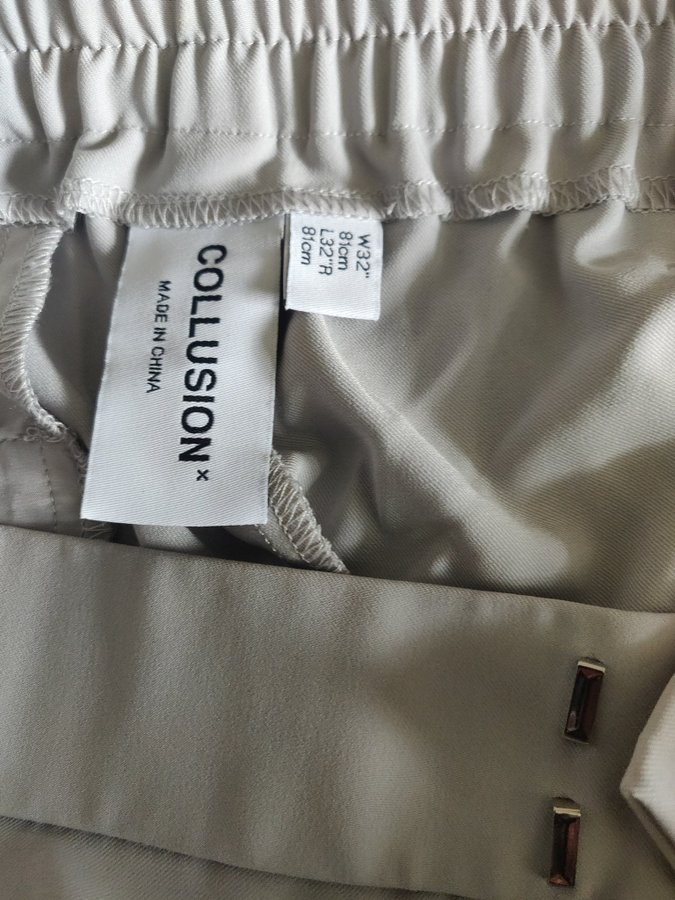 COLLUSION×
MADE IN CHINA
W32"
81cm
L32"R
81cm